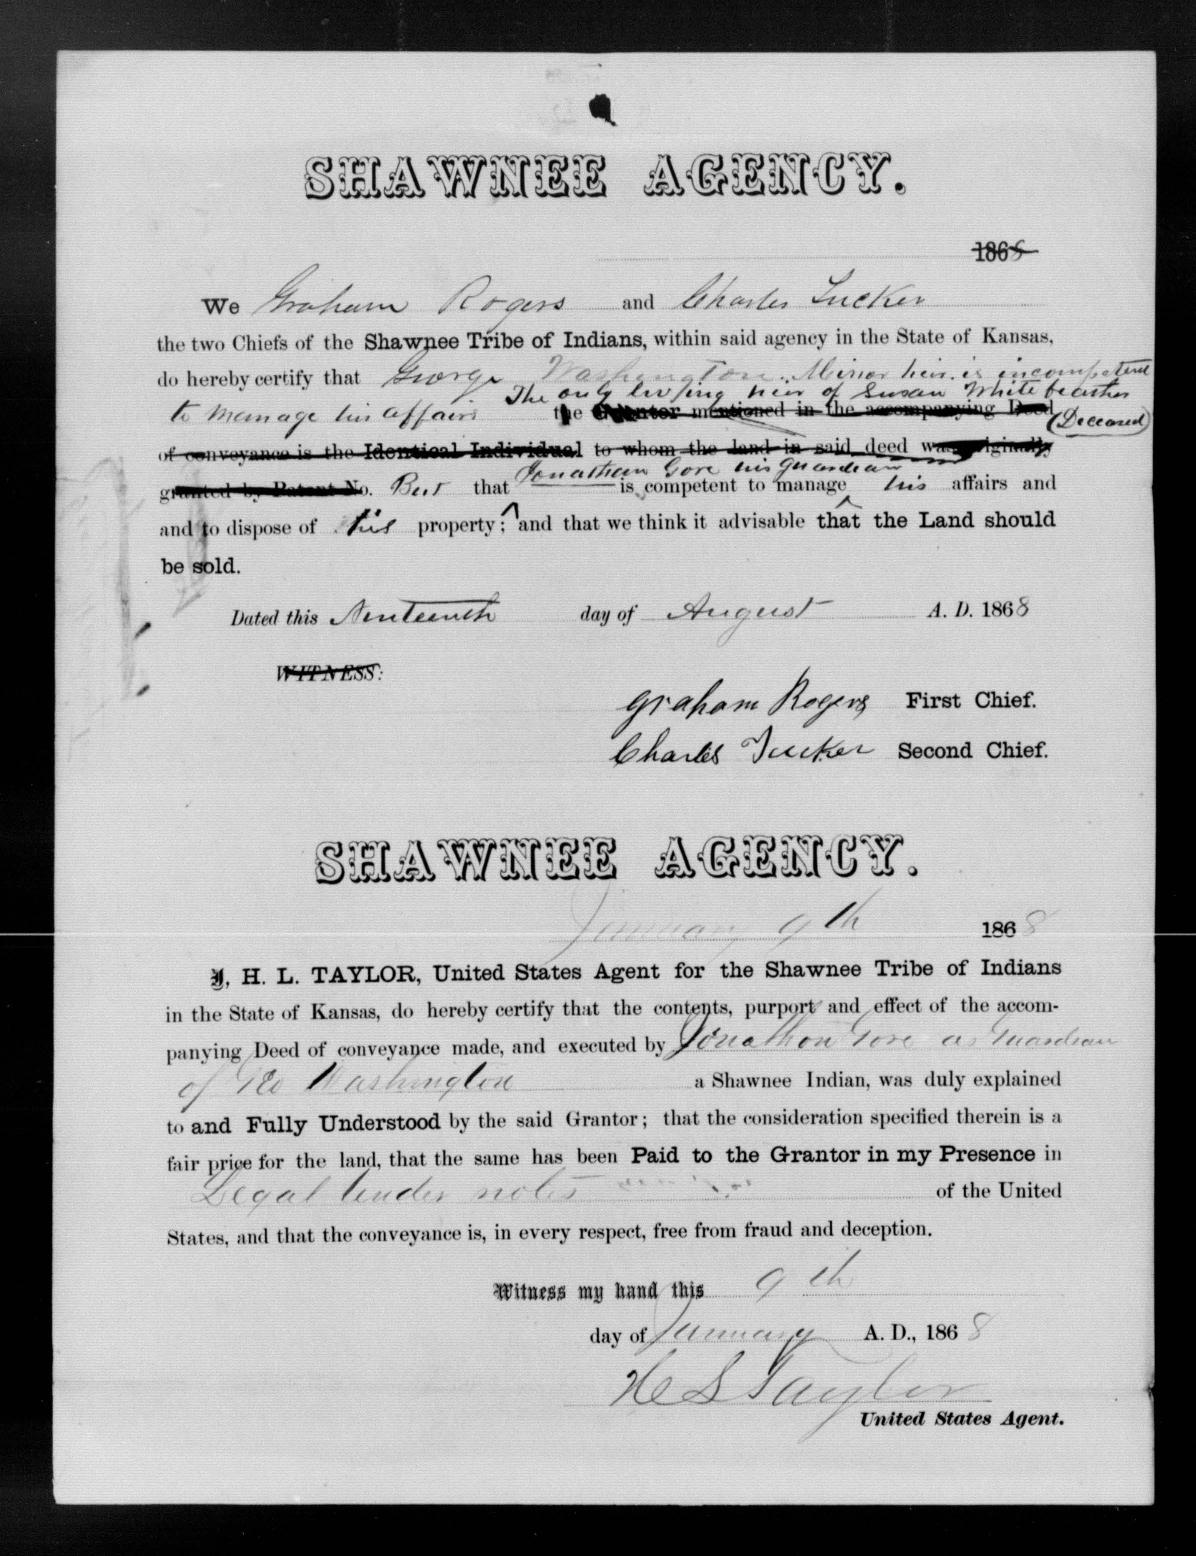 SHAWNEE AGENCY.
1868
We Graham Rogers and Charles Tucker
the two Chiefs of the Shawnee Tribe of Indians, within said agency in the State of Kansas,
do hereby certify that George Washington Minor heir is incompetent
The only living heir of Susan Whitefeather
to manage his affairs the Grantor mentioned in the accompanying Deed (Deceased)
of conveyance is the Identical Individual to whom the land in said deed was originally
Jonathan Gore his guardian
granted by Patent No. But that is competent to manage his affairs and
and to dispose of his property; and that we think it advisable that the Land should
be sold.
Dated this Ninteenth day of August A. D. 1868
WITNESS:
Graham Rogers First Chief.
Charles Tucker Second Chief.
SHAWNEE AGENCY.
January 9th 1868
I, H. L. TAYLOR, United States Agent for the Shawnee Tribe of Indians
in the State of Kansas, do hereby certify that the contents, purport and effect of the accom-
panying Deed of conveyance made, and executed by Jonathon Gore as Guardian
of Geo Washington a Shawnee Indian, was duly explained
to and Fully Understood by the said Grantor; that the consideration specified therein is a
fair price for the land, that the same has been Paid to the Grantor in my Presence in
Legal tender notes of the United
States, and that the conveyance is, in every respect, free from fraud and deception.
Witness my hand this 9th
day of January A. D., 1868
H L Taylor
United States Agent.